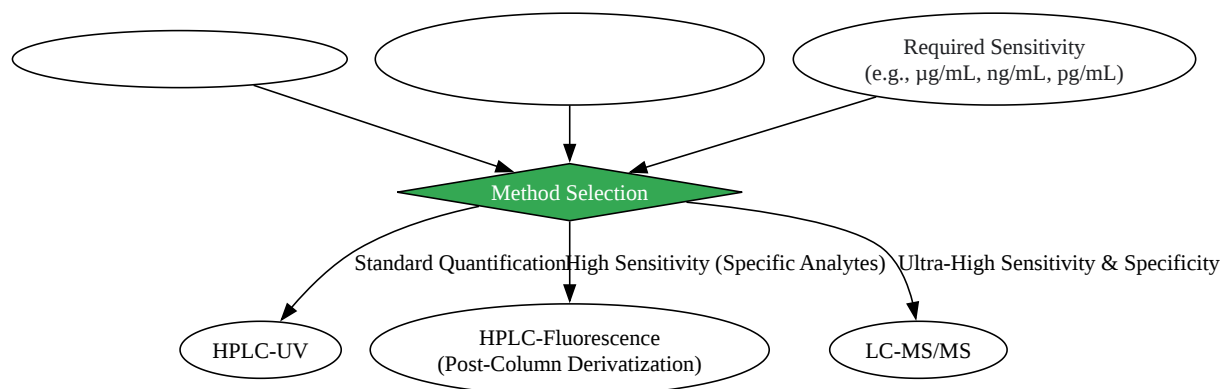 Required Sensitivity
(e.g., µg/mL, ng/mL, pg/mL)
Method Selection
Standard Quantification
High Sensitivity (Specific Analytes)
Ultra-High Sensitivity & Specificity
HPLC-UV
HPLC-Fluorescence
(Post-Column Derivatization)
LC-MS/MS